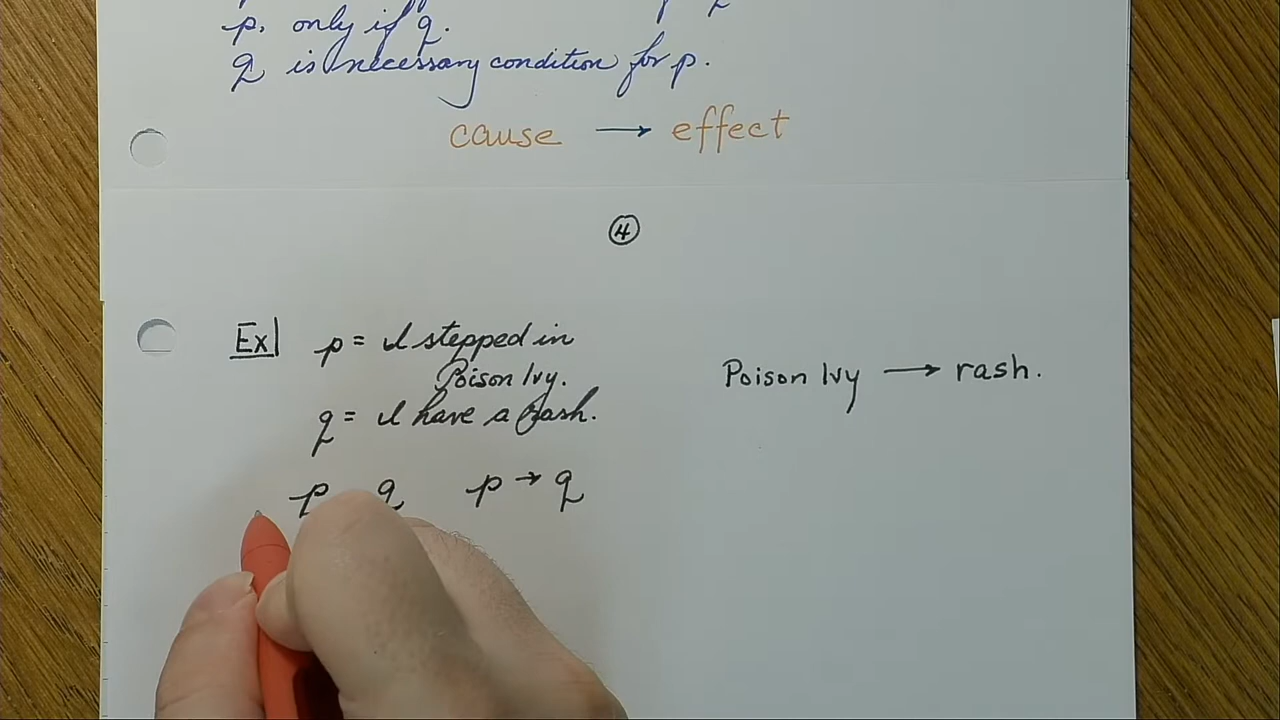 p, only if q.
q is necessary condition for p.
cause → effect
4
Ex p = I stepped in
Poison Ivy.
q = I have a rash.
Poison Ivy → rash.
p q p → q